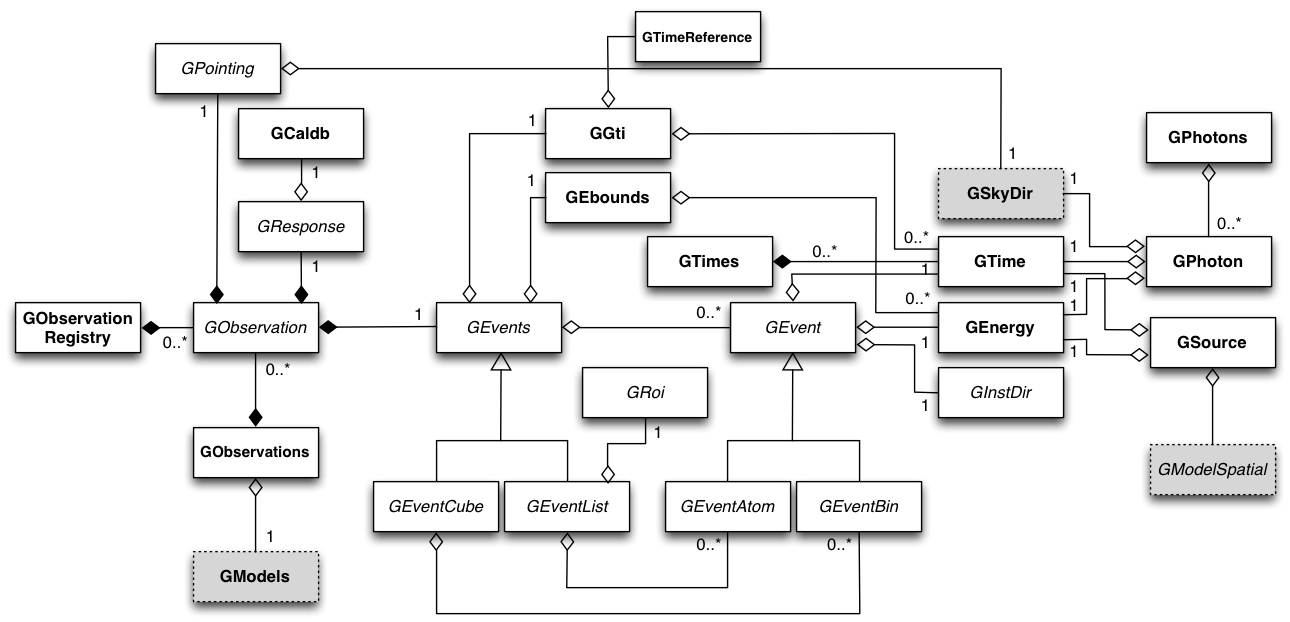 GTimeReference
GPointing
1
GCaldb
1
GGti
GPhotons
1
1
GEbounds
GSkyDir
1
0..*
GResponse
1
GTimes
0..*
0..*
1
GTime
1
1
GPhoton
GObservation
Registry
0..*
GObservation
1
GEvents
0..*
GEvent
0..*
1
GEnergy
1
1
GSource
0..*
GRoi
1
1
GInstDir
GObservations
GModelSpatial
GEventCube
GEventList
GEventAtom
GEventBin
1
0..*
0..*
GModels